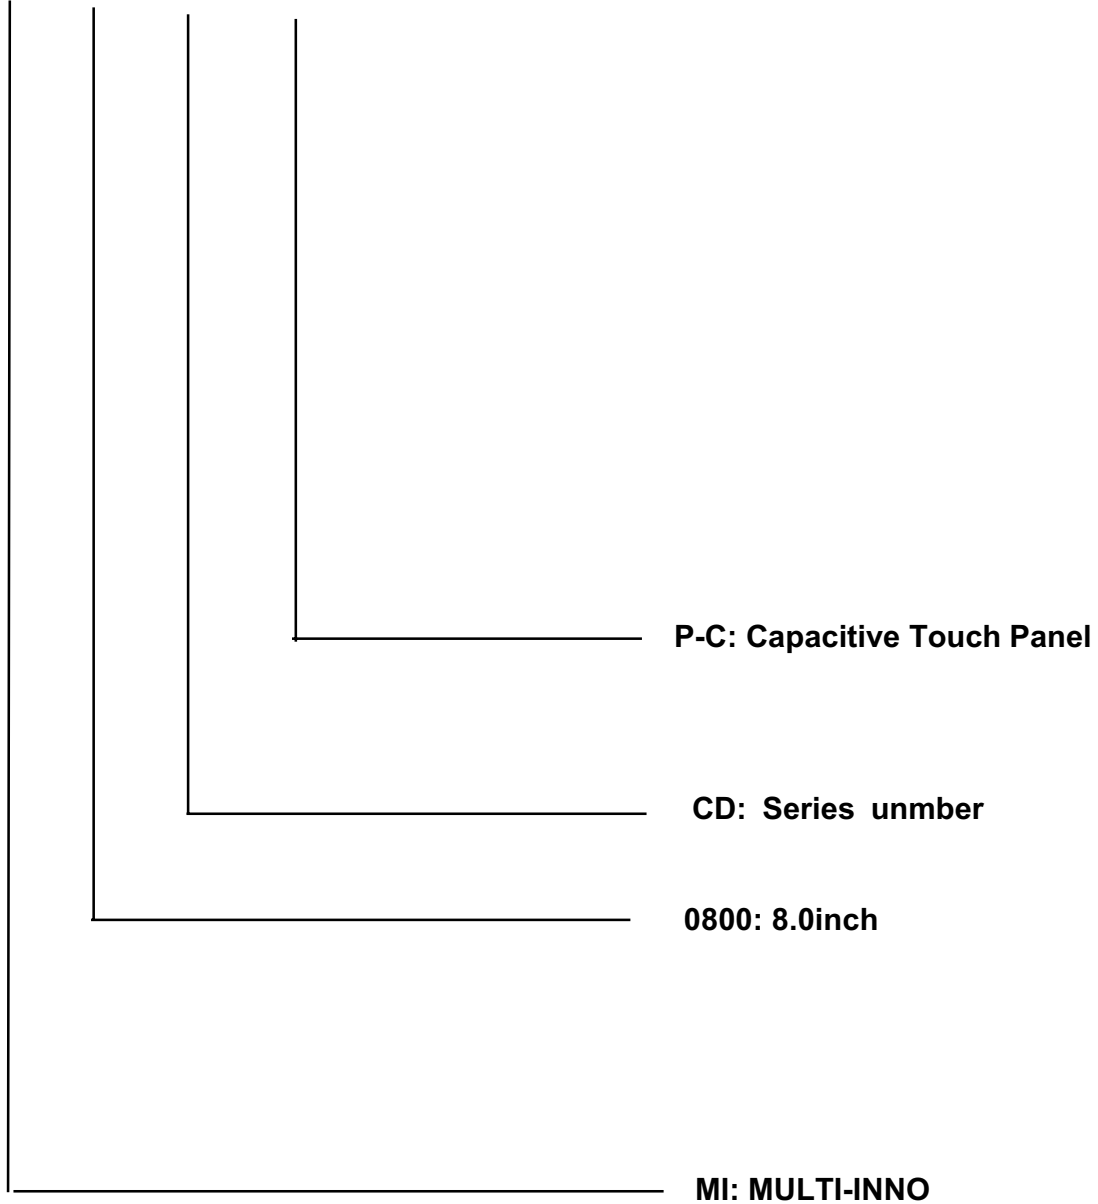 P-C: Capacitive Touch Panel
CD: Series unmber
0800: 8.0inch
MI: MULTI-INNO